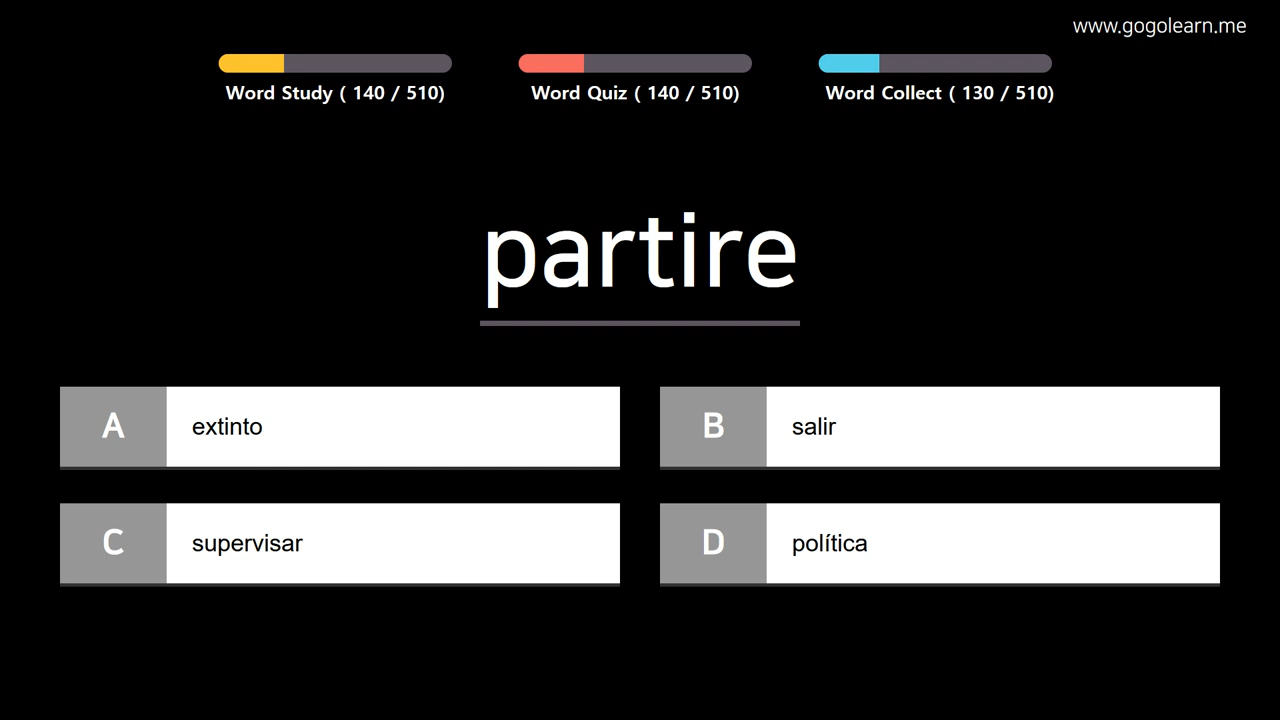 www.gogolearn.me
Word Study ( 140 / 510)
Word Quiz ( 140 / 510)
Word Collect ( 130 / 510)
partire
A
extinto
B
salir
C
supervisar
D
política